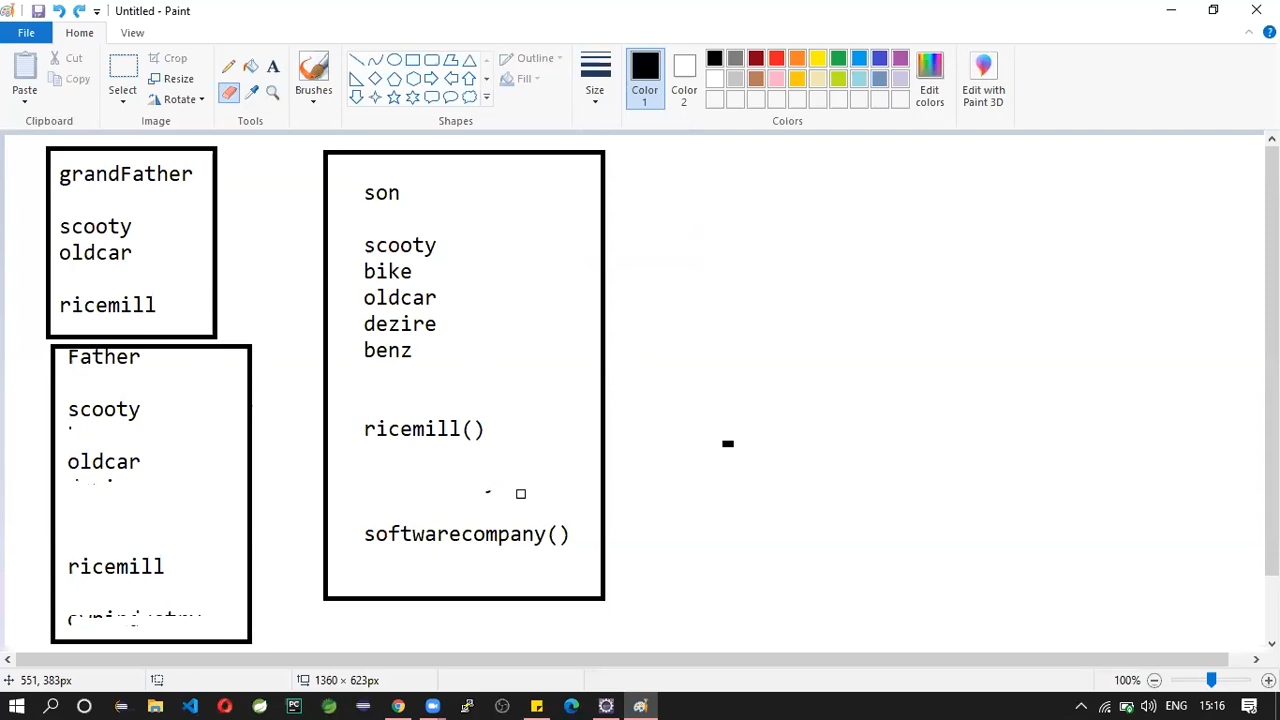 Untitled - Paint
File
Home
View
Paste
Cut
Copy
Clipboard
Select
Crop
Resize
Rotate
Image
A
Tools
Brushes
Shapes
Outline
Fill
Size
Color 1
Color 2
Edit colors
Colors
Edit with Paint 3D
grandFather
scooty
oldcar
ricemill
Father
scooty
oldcar
ricemill
son
scooty
bike
oldcar
dezire
benz
ricemill()
softwarecompany()
551, 383px
1360 × 623px
100%
PC
ENG
15:16